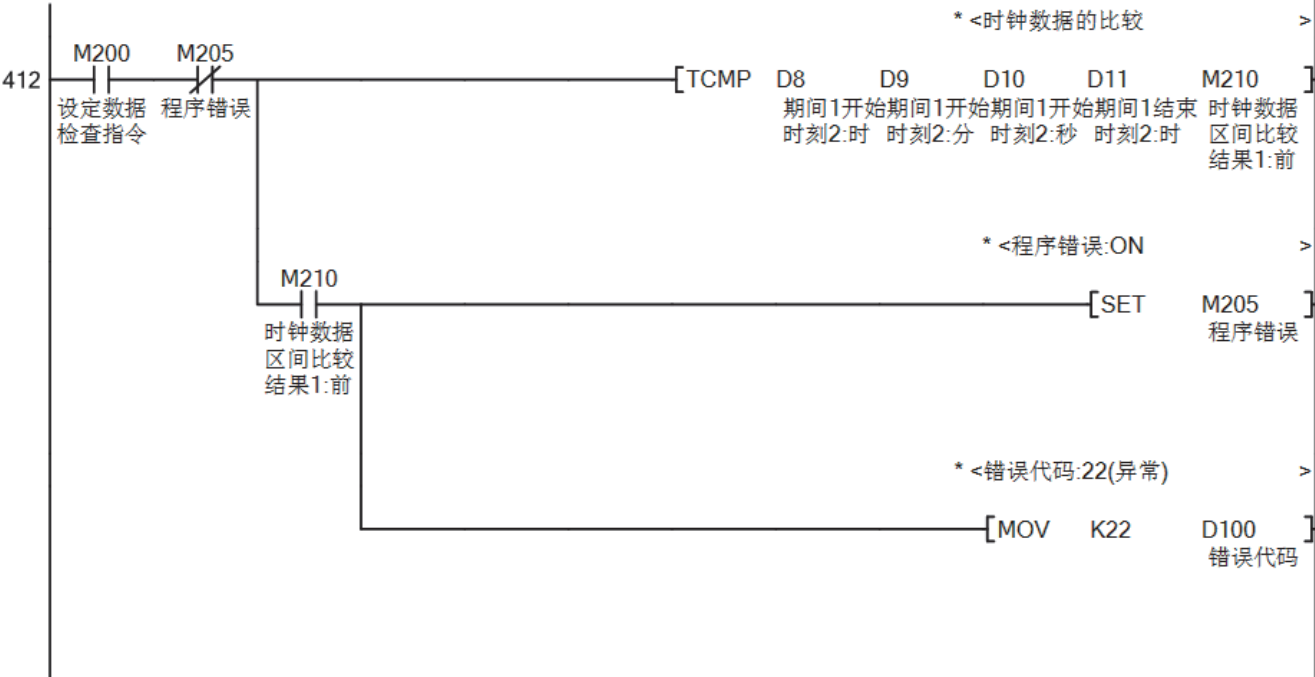 * <时钟数据的比较 >
M200 M205
412 [TCMP D8 D9 D10 D11 M210 ]
设定数据 程序错误 期间1开始期间1开始期间1开始期间1结束 时钟数据
检查指令 时刻2:时 时刻2:分 时刻2:秒 时刻2:时 区间比较
结果1:前
* <程序错误:ON >
M210
[SET M205 ]
时钟数据 程序错误
区间比较
结果1:前
* <错误代码:22(异常) >
[MOV K22 D100 ]
错误代码